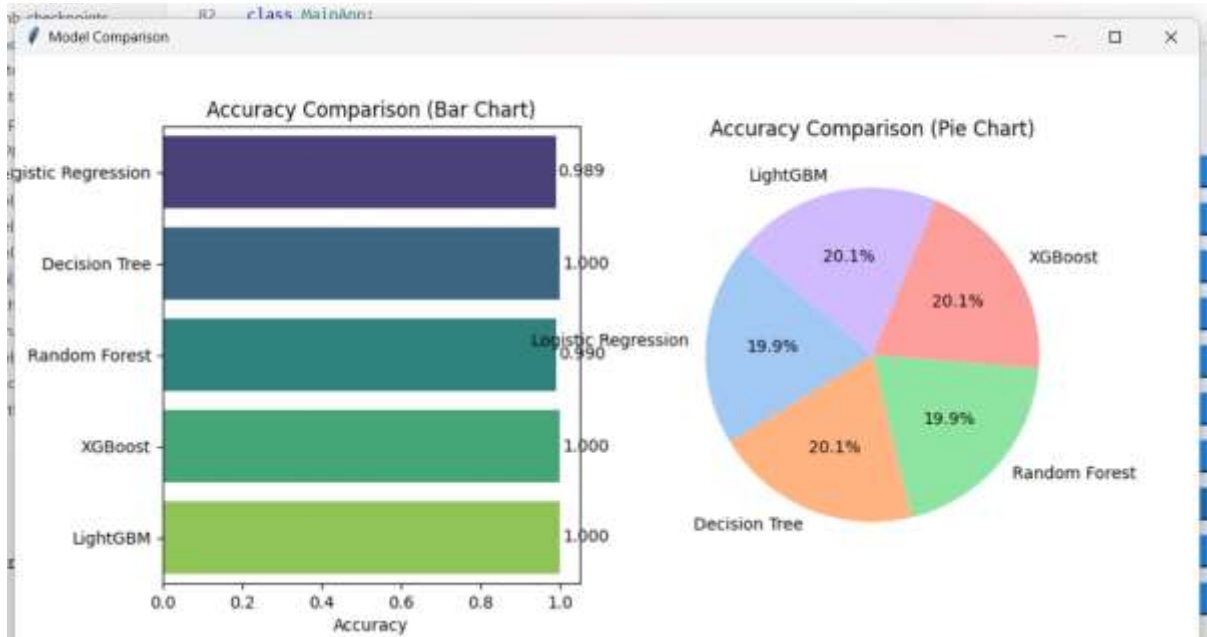 82 class MainApp:
Model Comparison
Accuracy Comparison (Bar Chart)
gistic Regression
0.989
Decision Tree
1.000
Random Forest
0.990
XGBoost
1.000
LightGBM
1.000
0.0 0.2 0.4 0.6 0.8 1.0
Accuracy
Accuracy Comparison (Pie Chart)
LightGBM
20.1%
XGBoost
20.1%
Logistic Regression
19.9%
Random Forest
19.9%
Decision Tree
20.1%